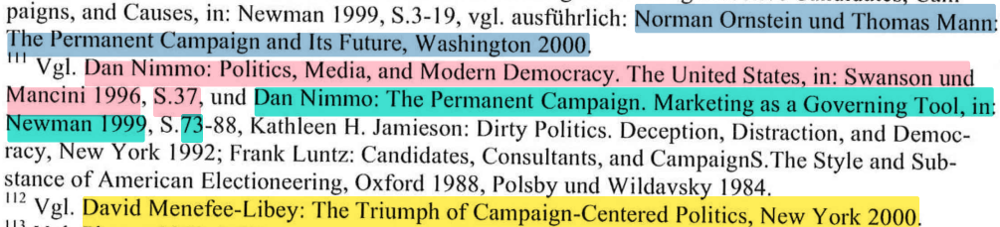 paigns, and Causes, in: Newman 1999, S.3-19, vgl. ausführlich: Norman Ornstein und Thomas Mann:
The Permanent Campaign and Its Future, Washington 2000.
111 Vgl. Dan Nimmo: Politics, Media, and Modern Democracy. The United States, in: Swanson und
Mancini 1996, S.37, und Dan Nimmo: The Permanent Campaign. Marketing as a Governing Tool, in:
Newman 1999, S.73-88, Kathleen H. Jamieson: Dirty Politics. Deception, Distraction, and Democ-
racy, New York 1992; Frank Luntz: Candidates, Consultants, and CampaignS.The Style and Sub-
stance of American Electioneering, Oxford 1988, Polsby und Wildavsky 1984.
112 Vgl. David Menefee-Libey: The Triumph of Campaign-Centered Politics, New York 2000.